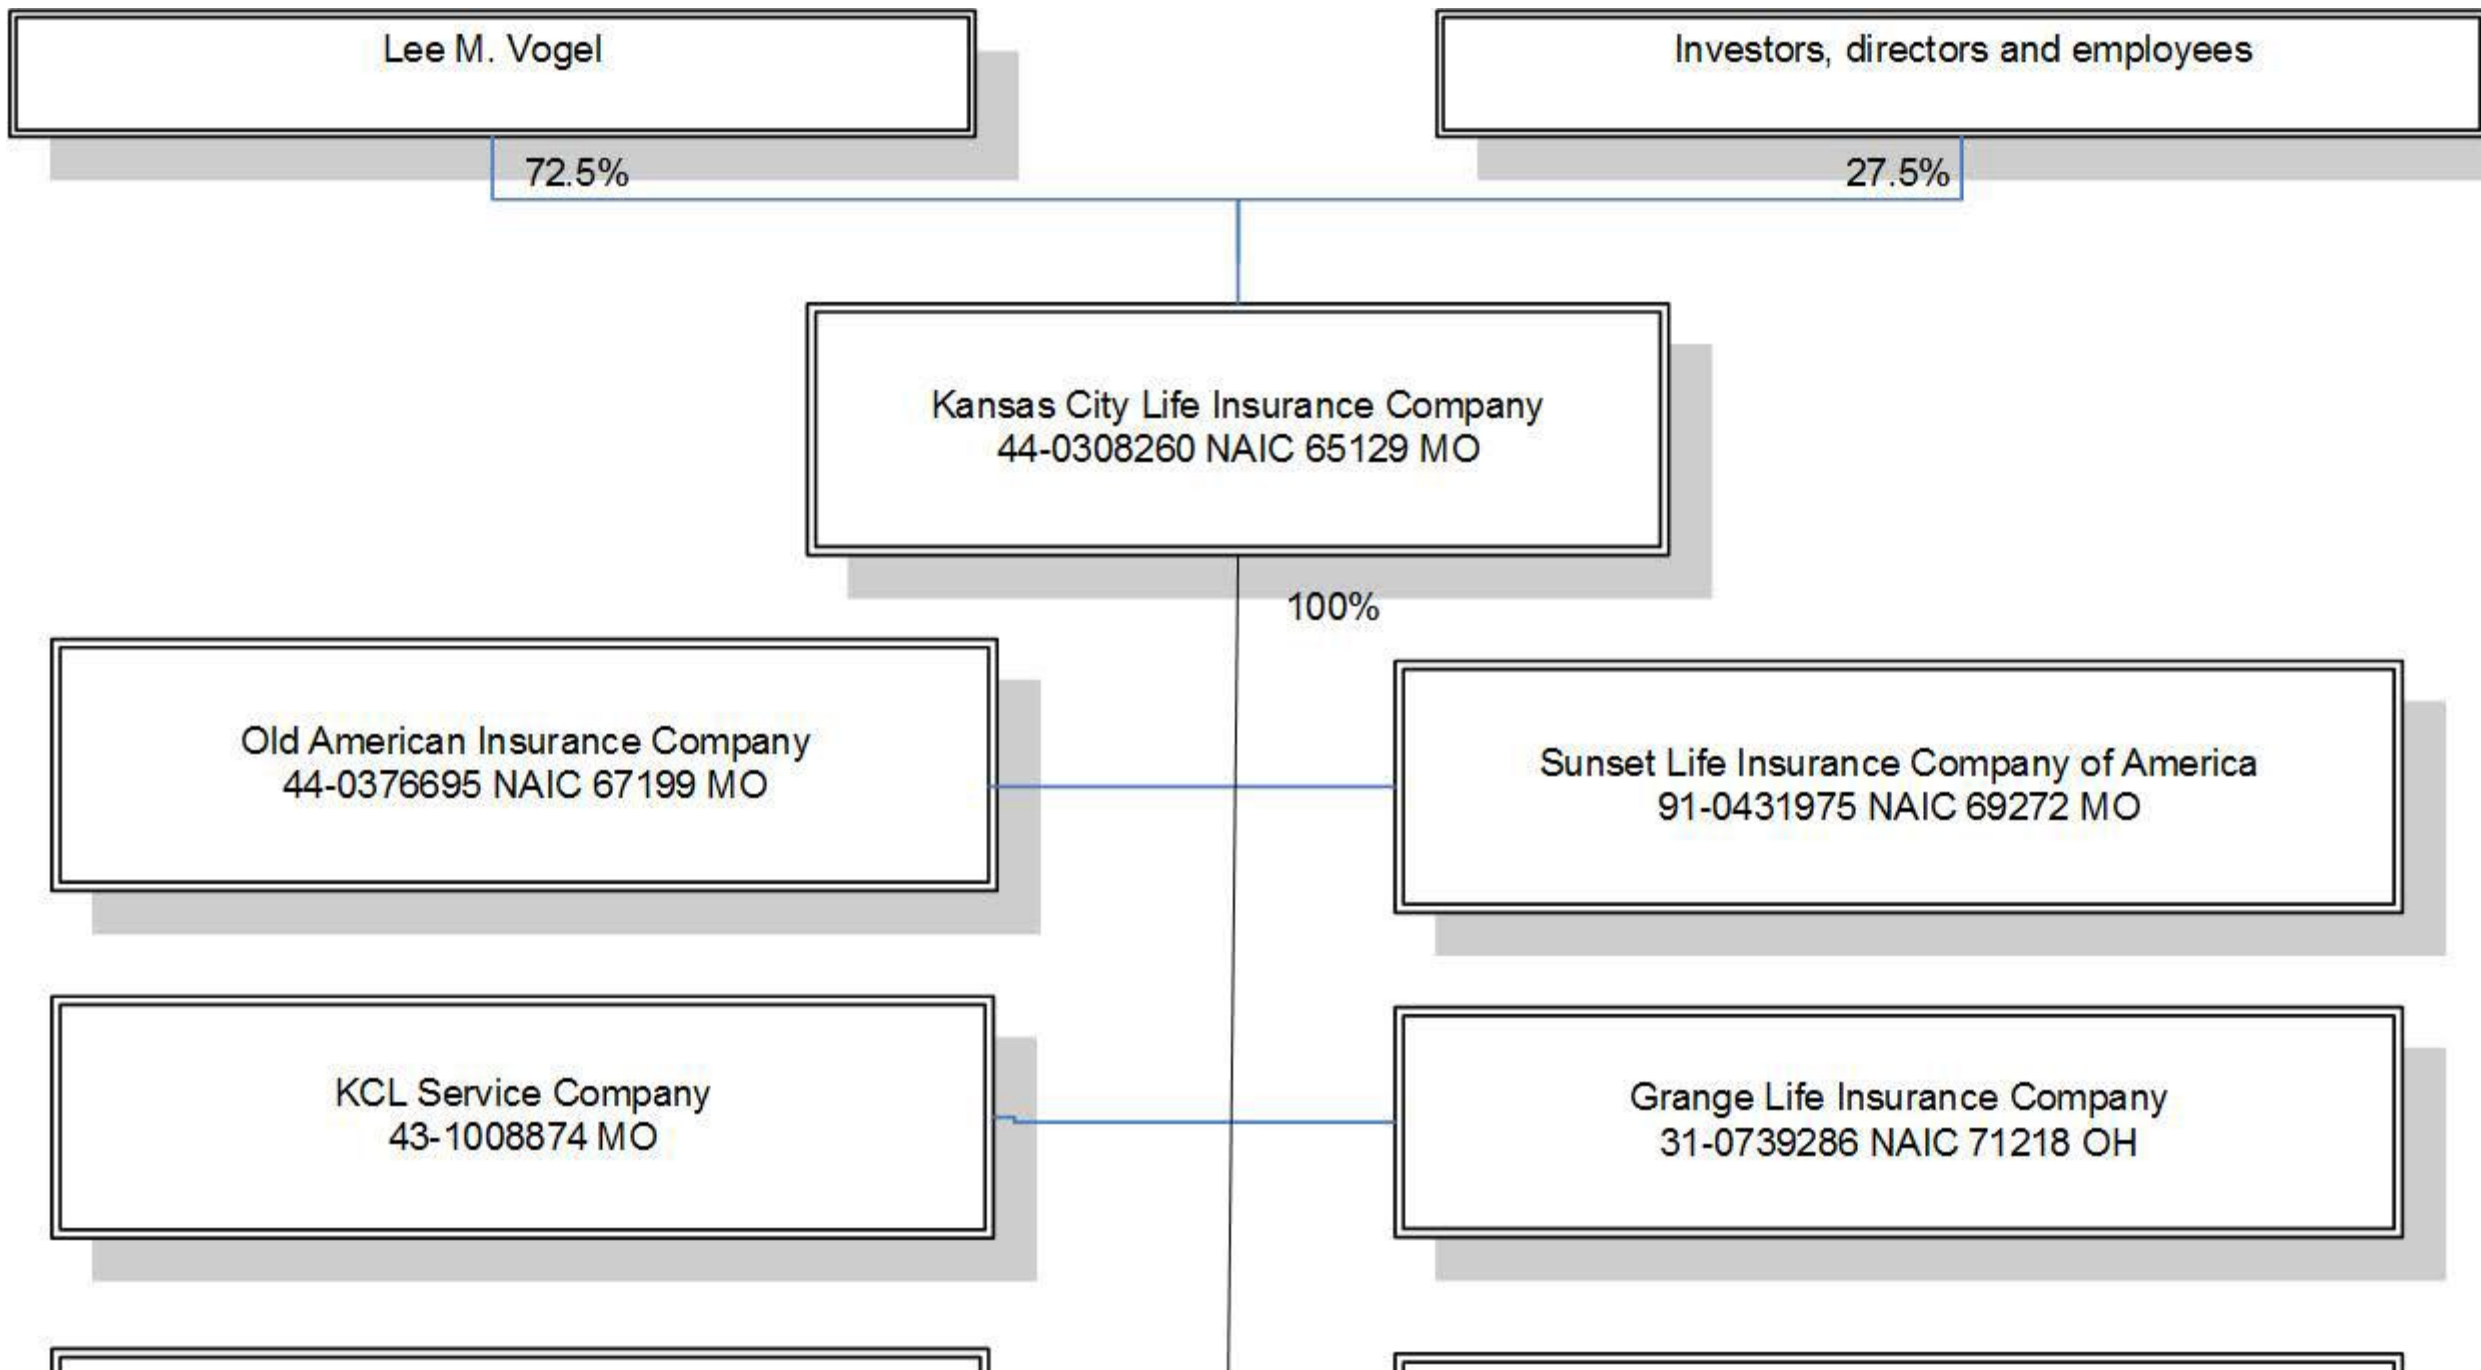 Lee M. Vogel
Investors, directors and employees
72.5%
27.5%
Kansas City Life Insurance Company
44-0308260 NAIC 65129 MO
100%
Old American Insurance Company
44-0376695 NAIC 67199 MO
Sunset Life Insurance Company of America
91-0431975 NAIC 69272 MO
KCL Service Company
43-1008874 MO
Grange Life Insurance Company
31-0739286 NAIC 71218 OH